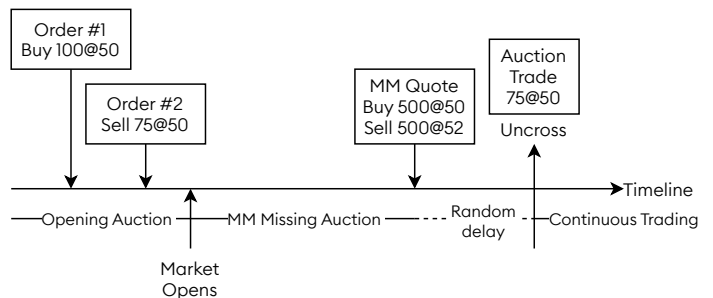 Order #1
Buy 100@50
Order #2
Sell 75@50
MM Quote
Buy 500@50
Sell 500@52
Auction
Trade
75@50
Uncross
Timeline
Opening Auction
MM Missing Auction
Random
delay
Continuous Trading
Market
Opens